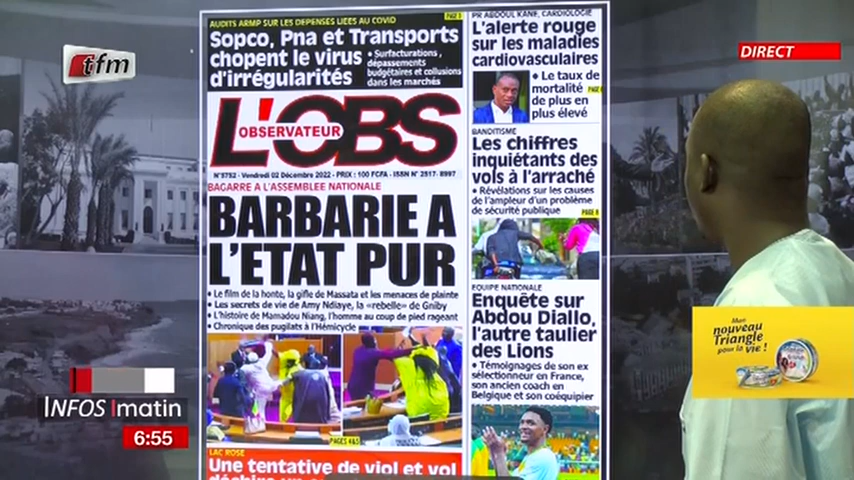 AUDITS ARMP SUR LES DEPENSES LIÉES AU COVID
PAGE 3
Sopco, Pna et Transports
chopent le virus
d'irrégularités
• Surfacturations,
dépassements
budgétaires et collusions
dans les marchés
L'OBS
L'OBSERVATEUR
N°5752 - Vendredi 02 Décembre 2022 - PRIX : 100 FCFA - ISSN N° 2517- 8997
BAGARRE A L'ASSEMBLEE NATIONALE
BARBARIE A
L'ETAT PUR
• Le film de la honte, la gifle de Massata et les menaces de plainte
• Les secrets de vie de Amy Ndiaye, la «rebelle» de Gniby
• L'histoire de Mamadou Niang, l'homme au coup de pied rageant
• Chronique des pugilats à l'Hémicycle
PAGES 4&5
LAC ROSE
Une tentative de viol et vol
PR ABDOUL KANE, CARDIOLOGIE
L'alerte rouge
sur les maladies
cardiovasculaires
• Le taux de
mortalité
de plus en
plus élevé
BANDITISME
Les chiffres
inquiétants des
vols à l'arraché
• Révélations sur les causes
de l'ampleur d'un problème
de sécurité publique
EQUIPE NATIONALE
Enquête sur
Abdou Diallo,
l'autre taulier
des Lions
• Témoignages de son ex
sélectionneur en France,
son ancien coach en
Belgique et son coéquipier
tfm
DIRECT
Mon
nouveau
Triangle
pour la vie !
INFOS matin
6:55